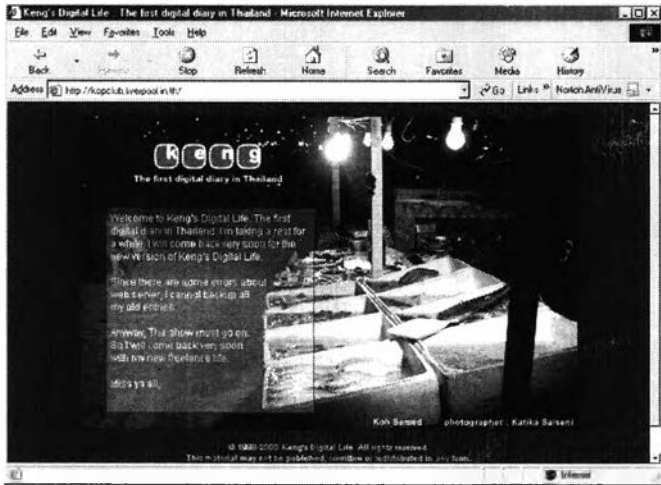 Keng's Digital Life The first digital diary in Thailand - Microsoft Internet Explorer
File Edit View Favorites Tools Help
Back Stop Refresh Home Search Favorites Media History
Address http://kopclub.liverpool.in.th/ Go Links » Norton AntiVirus
keng
The first digital diary in Thailand
Welcome to Keng's Digital Life. The first
digital diary in Thailand. I'm taking a rest for
a while. I will come back very soon for the
new version of Keng's Digital Life.
Since there are some errors about
web server, I cannot backup all
my old entries.
Anyway, The show must go on.
So I will come back very soon
with my new freelance life.
Miss ya all,
Koh Samed photographer : Katika Saiseni
Keng's Digital Life. All rights reserved.
This material may not be published, rewritten or redistributed in any form.
Internet